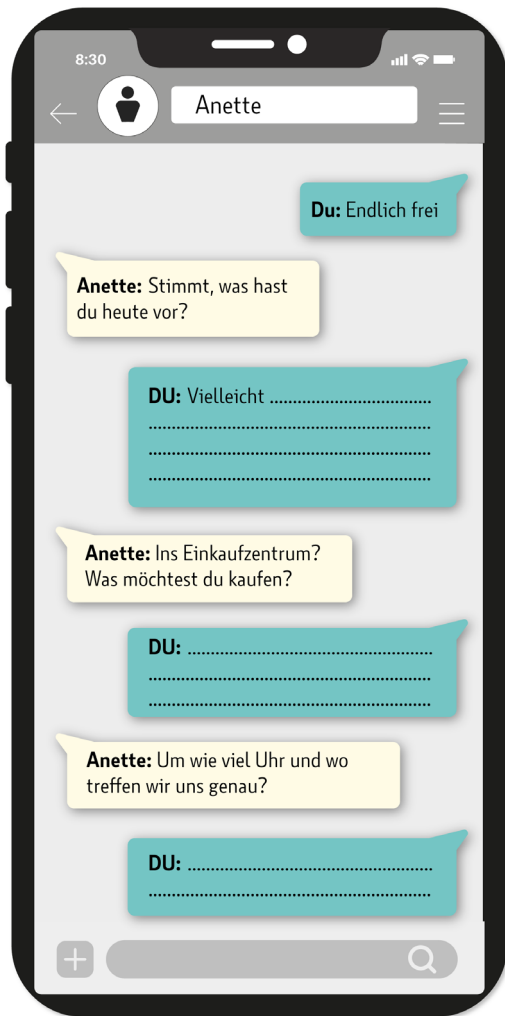 8:30
Anette
Du: Endlich frei
Anette: Stimmt, was hast
du heute vor?
DU: Vielleicht ..................................
............................................................
............................................................
............................................................
Anette: Ins Einkaufzentrum?
Was möchtest du kaufen?
DU: ....................................................
............................................................
............................................................
Anette: Um wie viel Uhr und wo
treffen wir uns genau?
DU: ....................................................
............................................................